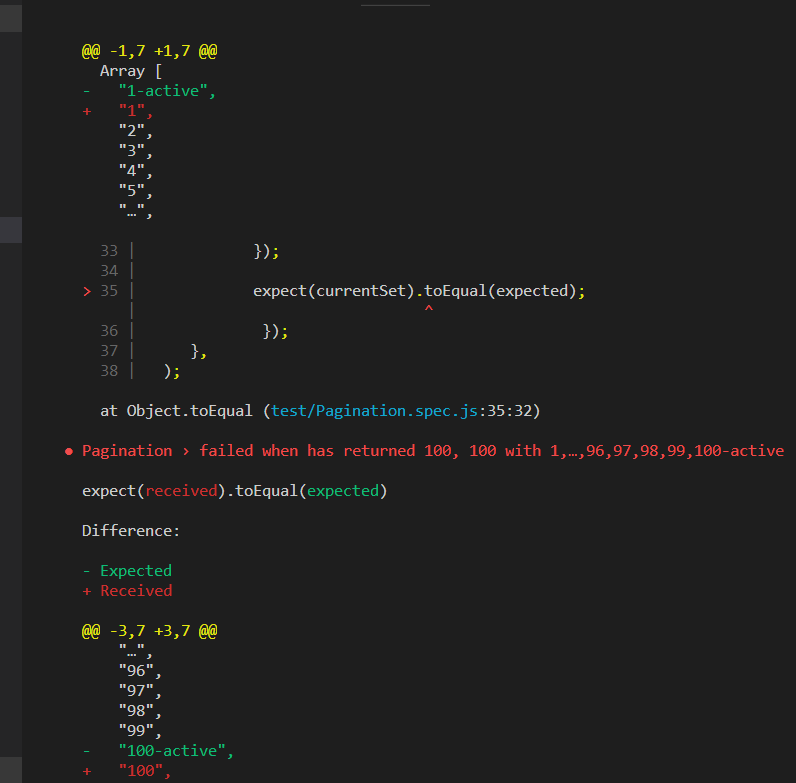 @@ -1,7 +1,7 @@
Array [
- "1-active",
+ "1",
"2",
"3",
"4",
"5",
"…",
33 | });
34 |
> 35 | expect(currentSet).toEqual(expected);
| ^
36 | });
37 | },
38 | );
at Object.toEqual (test/Pagination.spec.js:35:32)
● Pagination › failed when has returned 100, 100 with 1,…,96,97,98,99,100-active
expect(received).toEqual(expected)
Difference:
- Expected
+ Received
@@ -3,7 +3,7 @@
"…",
"96",
"97",
"98",
"99",
- "100-active",
+ "100",